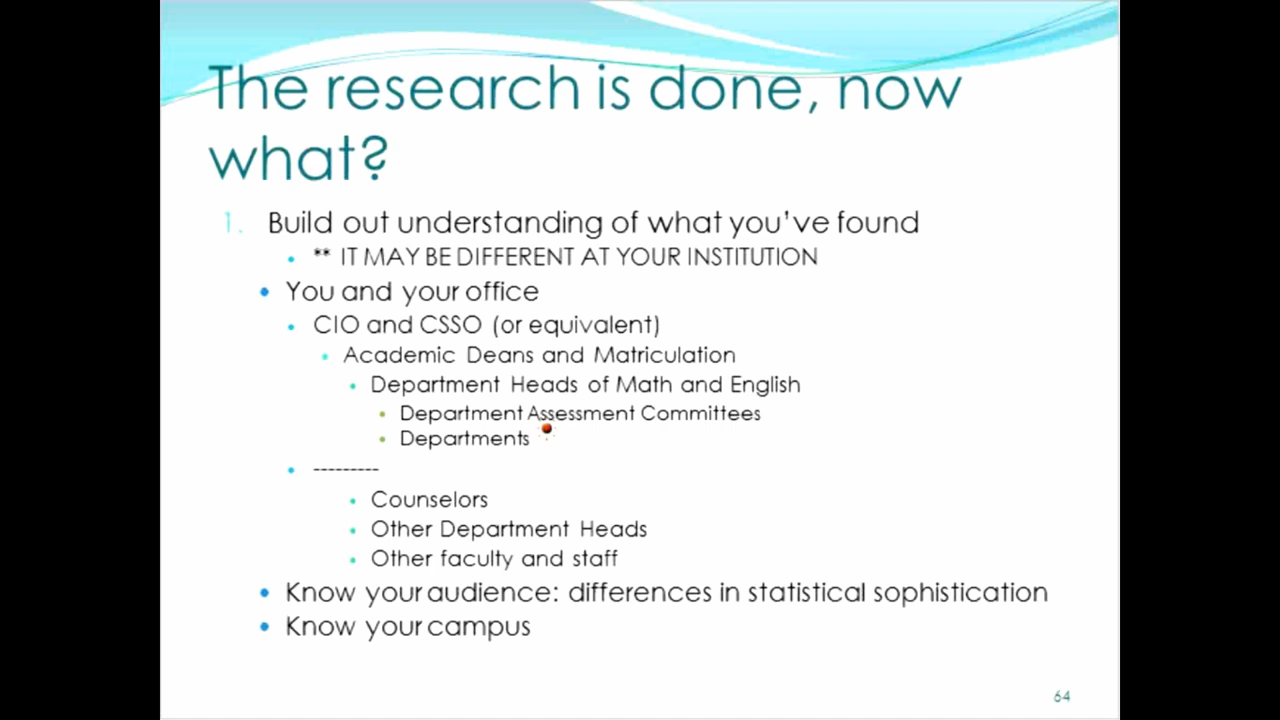 The research is done, now
what?
1. Build out understanding of what you've found
• ** IT MAY BE DIFFERENT AT YOUR INSTITUTION
• You and your office
• CIO and CSSO (or equivalent)
• Academic Deans and Matriculation
• Department Heads of Math and English
• Department Assessment Committees
• Departments
• ---------
• Counselors
• Other Department Heads
• Other faculty and staff
• Know your audience: differences in statistical sophistication
• Know your campus
64